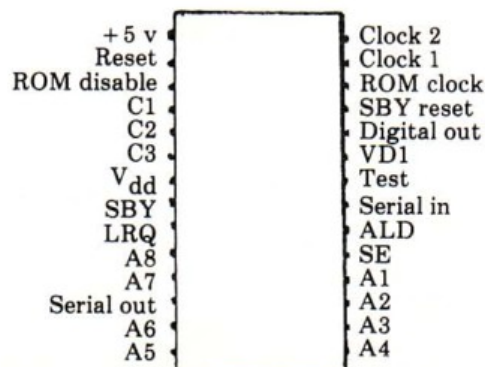 +5 v
Reset
ROM disable
C1
C2
C3
Vdd
SBY
LRQ
A8
A7
Serial out
A6
A5
Clock 2
Clock 1
ROM clock
SBY reset
Digital out
VD1
Test
Serial in
ALD
SE
A1
A2
A3
A4